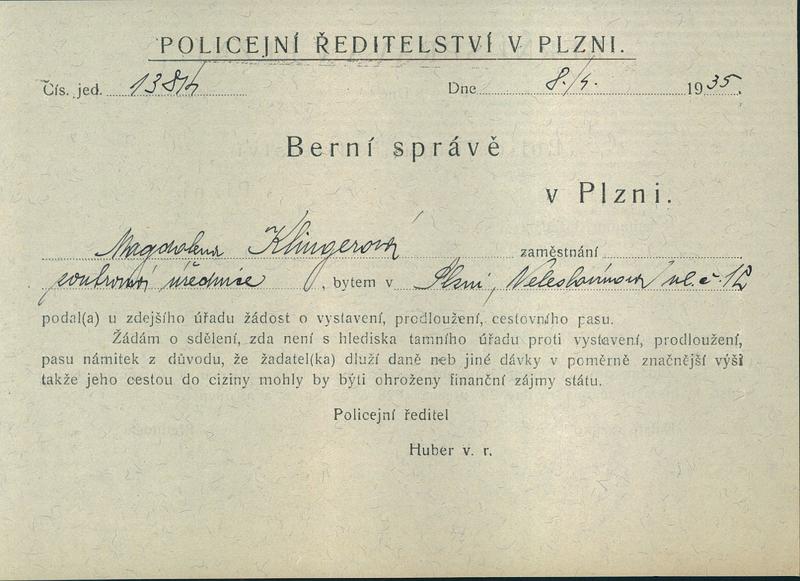 POLICEJNÍ ŘEDITELSTVÍ V PLZNI.
Čís. jed. 1384 Dne 8./4. 1935.
Berní správě
v Plzni.
Magdalena Klingerová zaměstnání
soukromá úřednice, bytem v Plzni, Veleslavínova ul. č. 12
podal(a) u zdejšího úřadu žádost o vystavení, prodloužení, cestovního pasu.
Žádám o sdělení, zda není s hlediska tamního úřadu proti vystavení, prodloužení,
pasu námitek z důvodu, že žadatel(ka) dluží daně neb jiné dávky v poměrně značnější výši
takže jeho cestou do ciziny mohly by býti ohroženy finanční zájmy státu.
Policejní ředitel
Huber v. r.